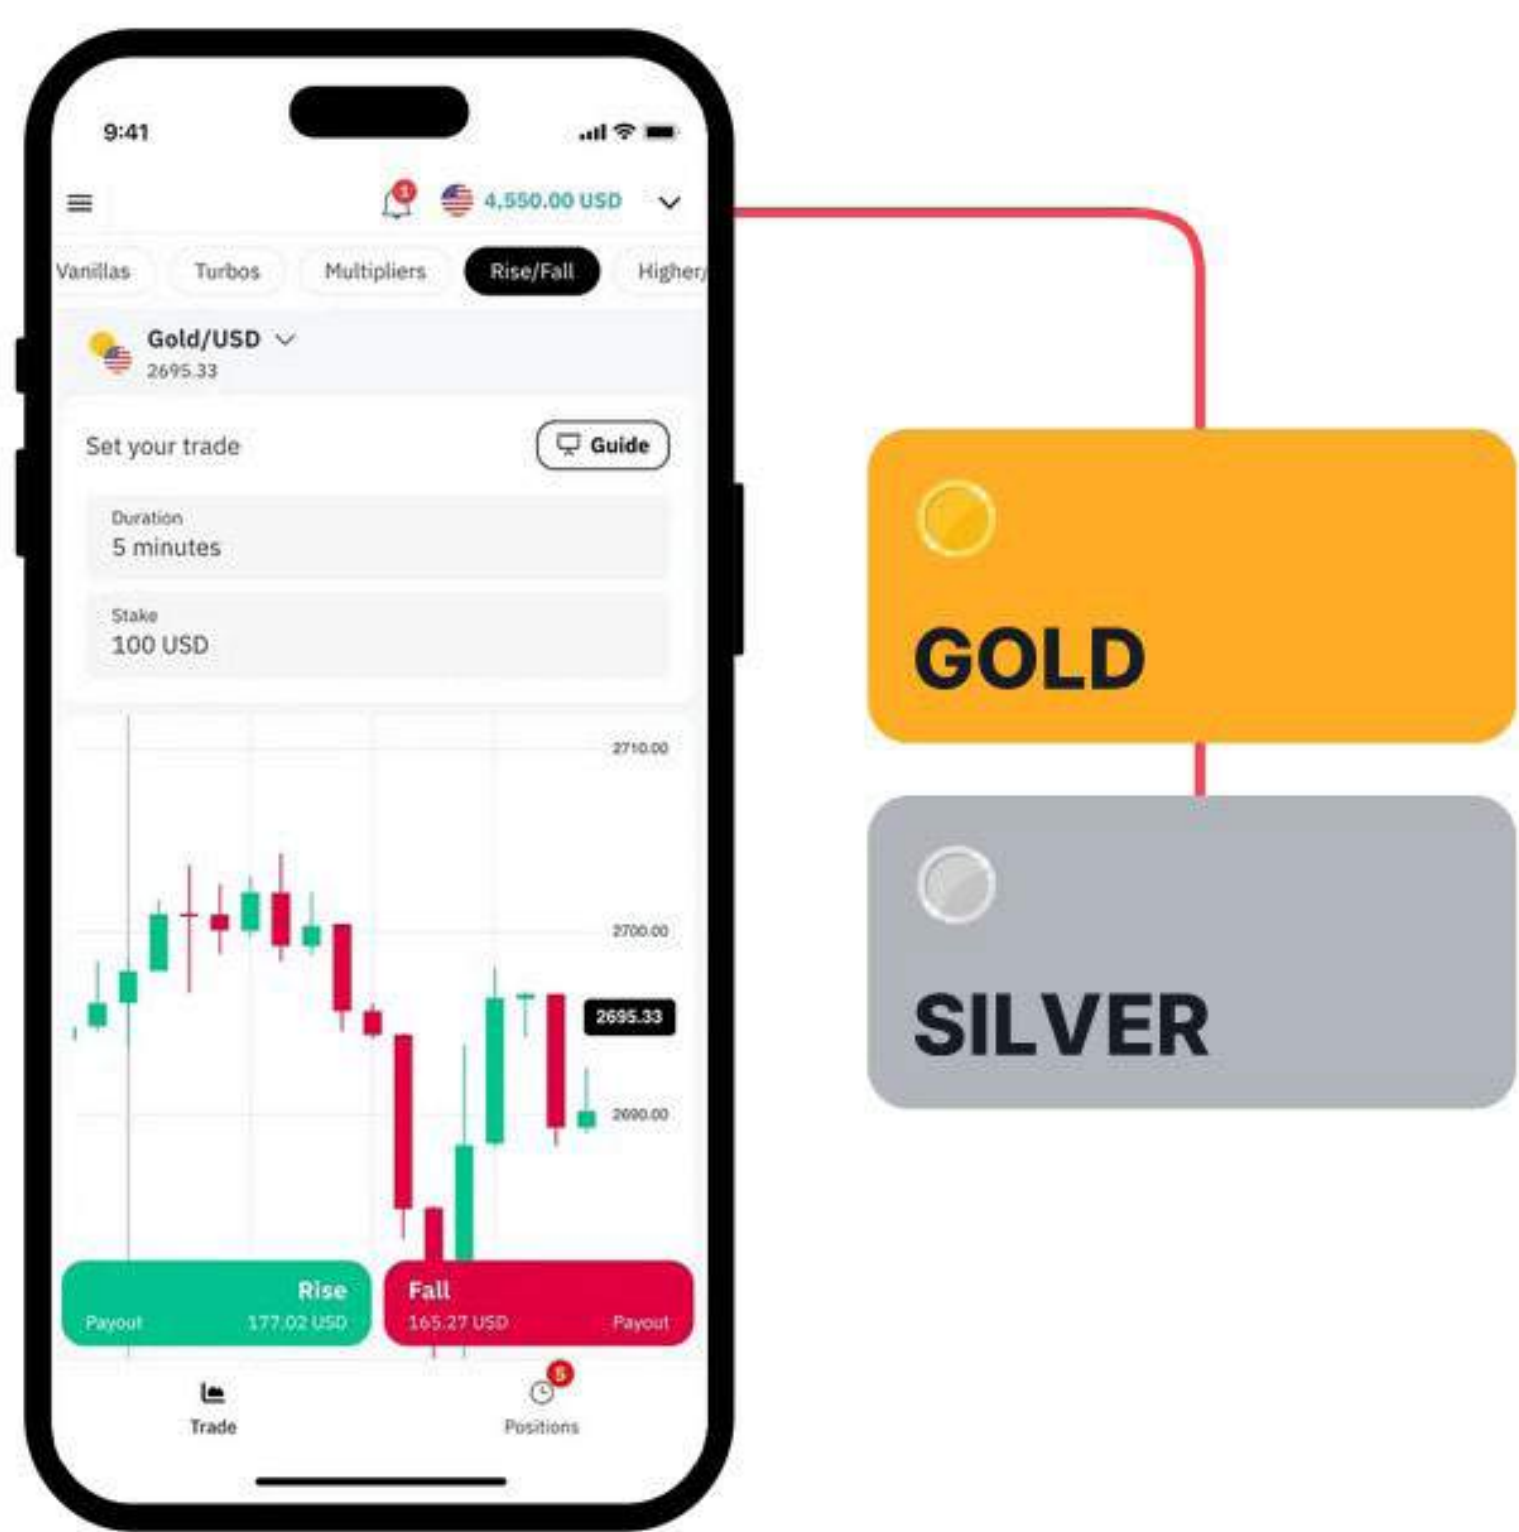 9:41
1
4,550.00 USD
Vanillas
Turbos
Multipliers
Rise/Fall
Higher/
Gold/USD
2695.33
Set your trade
Guide
Duration
5 minutes
Stake
100 USD
2710.00
2700.00
2695.33
2690.00
Rise
Payout 177.02 USD
Fall
165.27 USD Payout
Trade
5
Positions
GOLD
SILVER